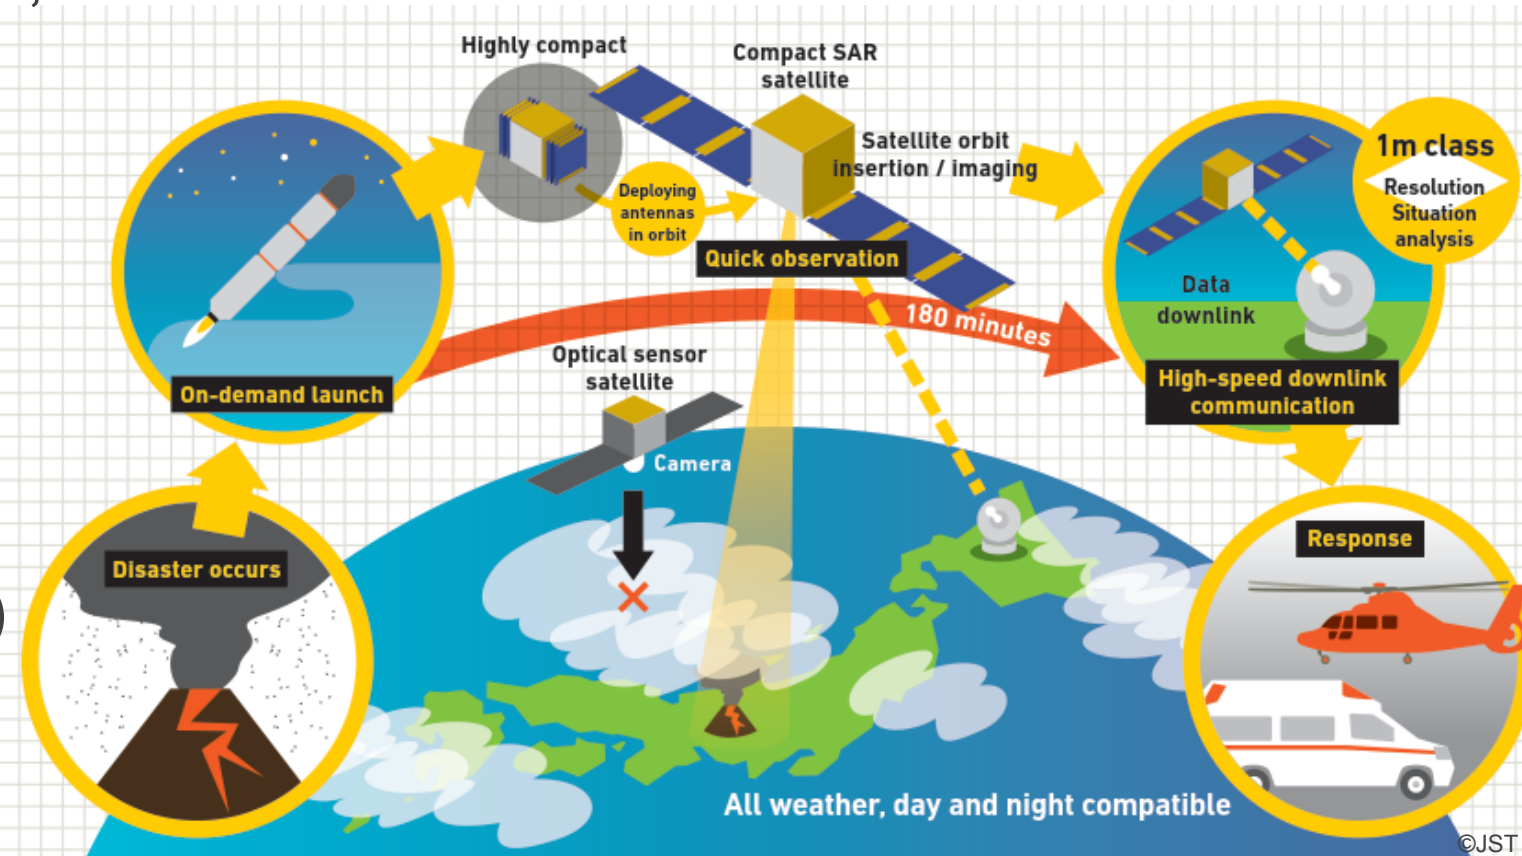 Highly compact
Compact SAR
satellite
Satellite orbit
insertion / imaging
1m class
Resolution
Situation
analysis
Deploying
antennas
in orbit
Quick observation
Data
downlink
180 minutes
Optical sensor
satellite
On-demand launch
High-speed downlink
communication
Camera
Disaster occurs
Response
All weather, day and night compatible
©JST